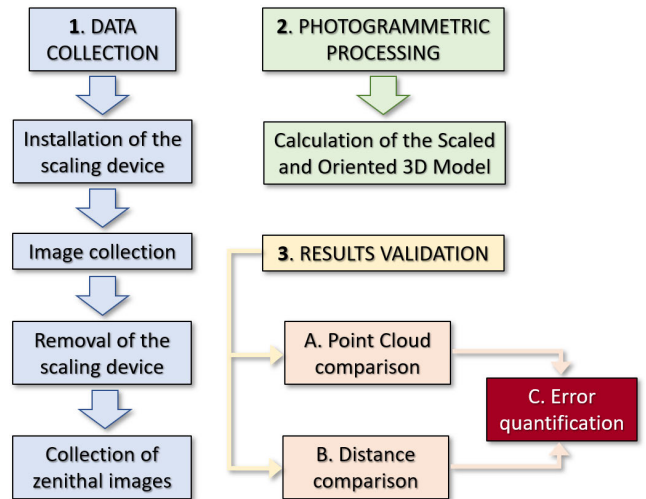 1. DATA
COLLECTION
Installation of the
scaling device
Image collection
Removal of the
scaling device
Collection of
zenithal images
2. PHOTOGRAMMETRIC
PROCESSING
Calculation of the Scaled
and Oriented 3D Model
3. RESULTS VALIDATION
A. Point Cloud
comparison
B. Distance
comparison
C. Error
quantification